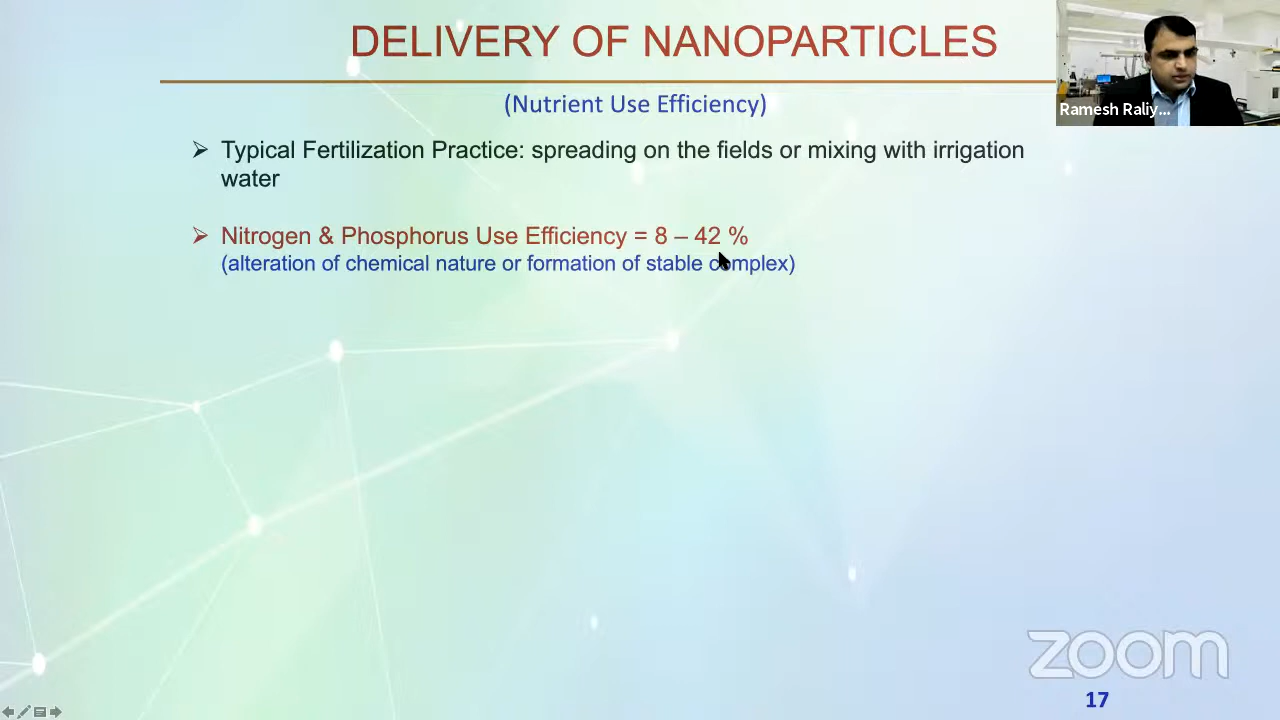 DELIVERY OF NANOPARTICLES
(Nutrient Use Efficiency)
Ramesh Raliy...
➢ Typical Fertilization Practice: spreading on the fields or mixing with irrigation
water
➢ Nitrogen & Phosphorus Use Efficiency = 8 – 42 %
(alteration of chemical nature or formation of stable complex)
zoom
17